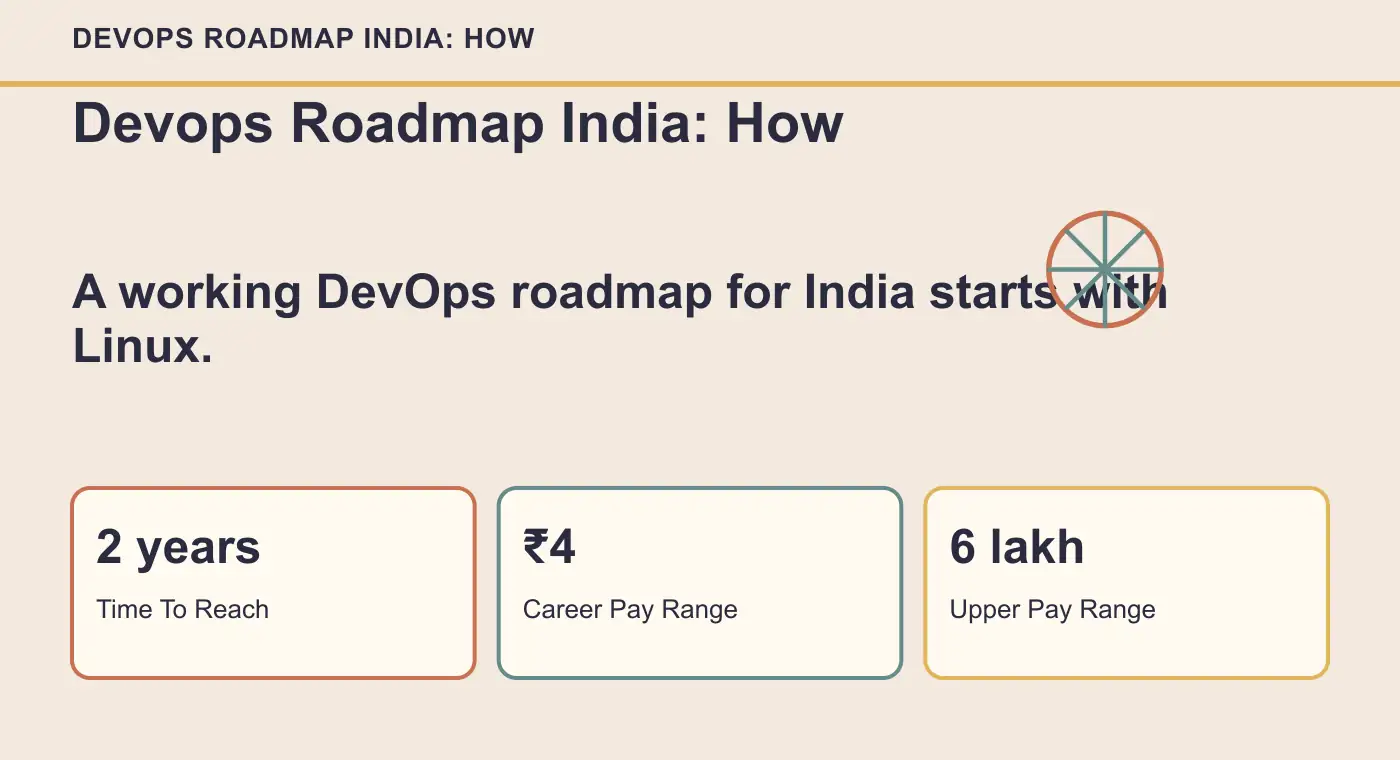 DEVOPS ROADMAP INDIA: HOW
Devops Roadmap India: How
A working DevOps roadmap for India starts with
Linux.
2 years
Time To Reach
₹4
Career Pay Range
6 lakh
Upper Pay Range